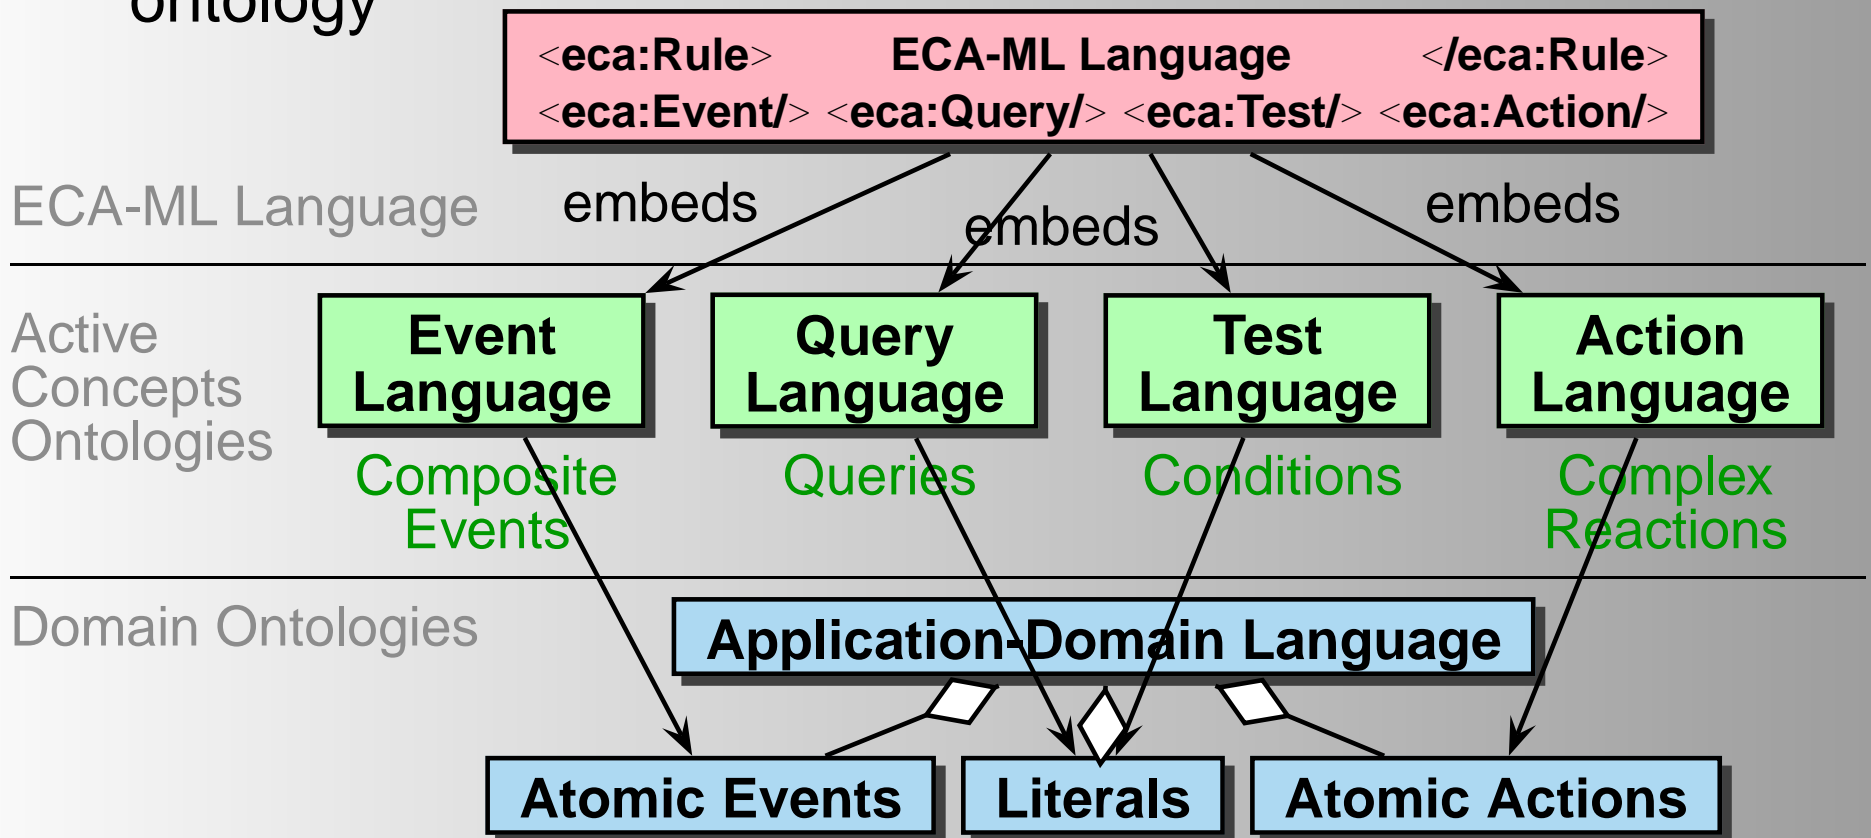 ontology
<eca:Rule> ECA-ML Language </eca:Rule>
<eca:Event/> <eca:Query/> <eca:Test/> <eca:Action/>
ECA-ML Language
embeds
embeds
embeds
Active
Concepts
Ontologies
Event
Language
Query
Language
Test
Language
Action
Language
Composite
Events
Queries
Conditions
Complex
Reactions
Domain Ontologies
Application-Domain Language
Atomic Events
Literals
Atomic Actions